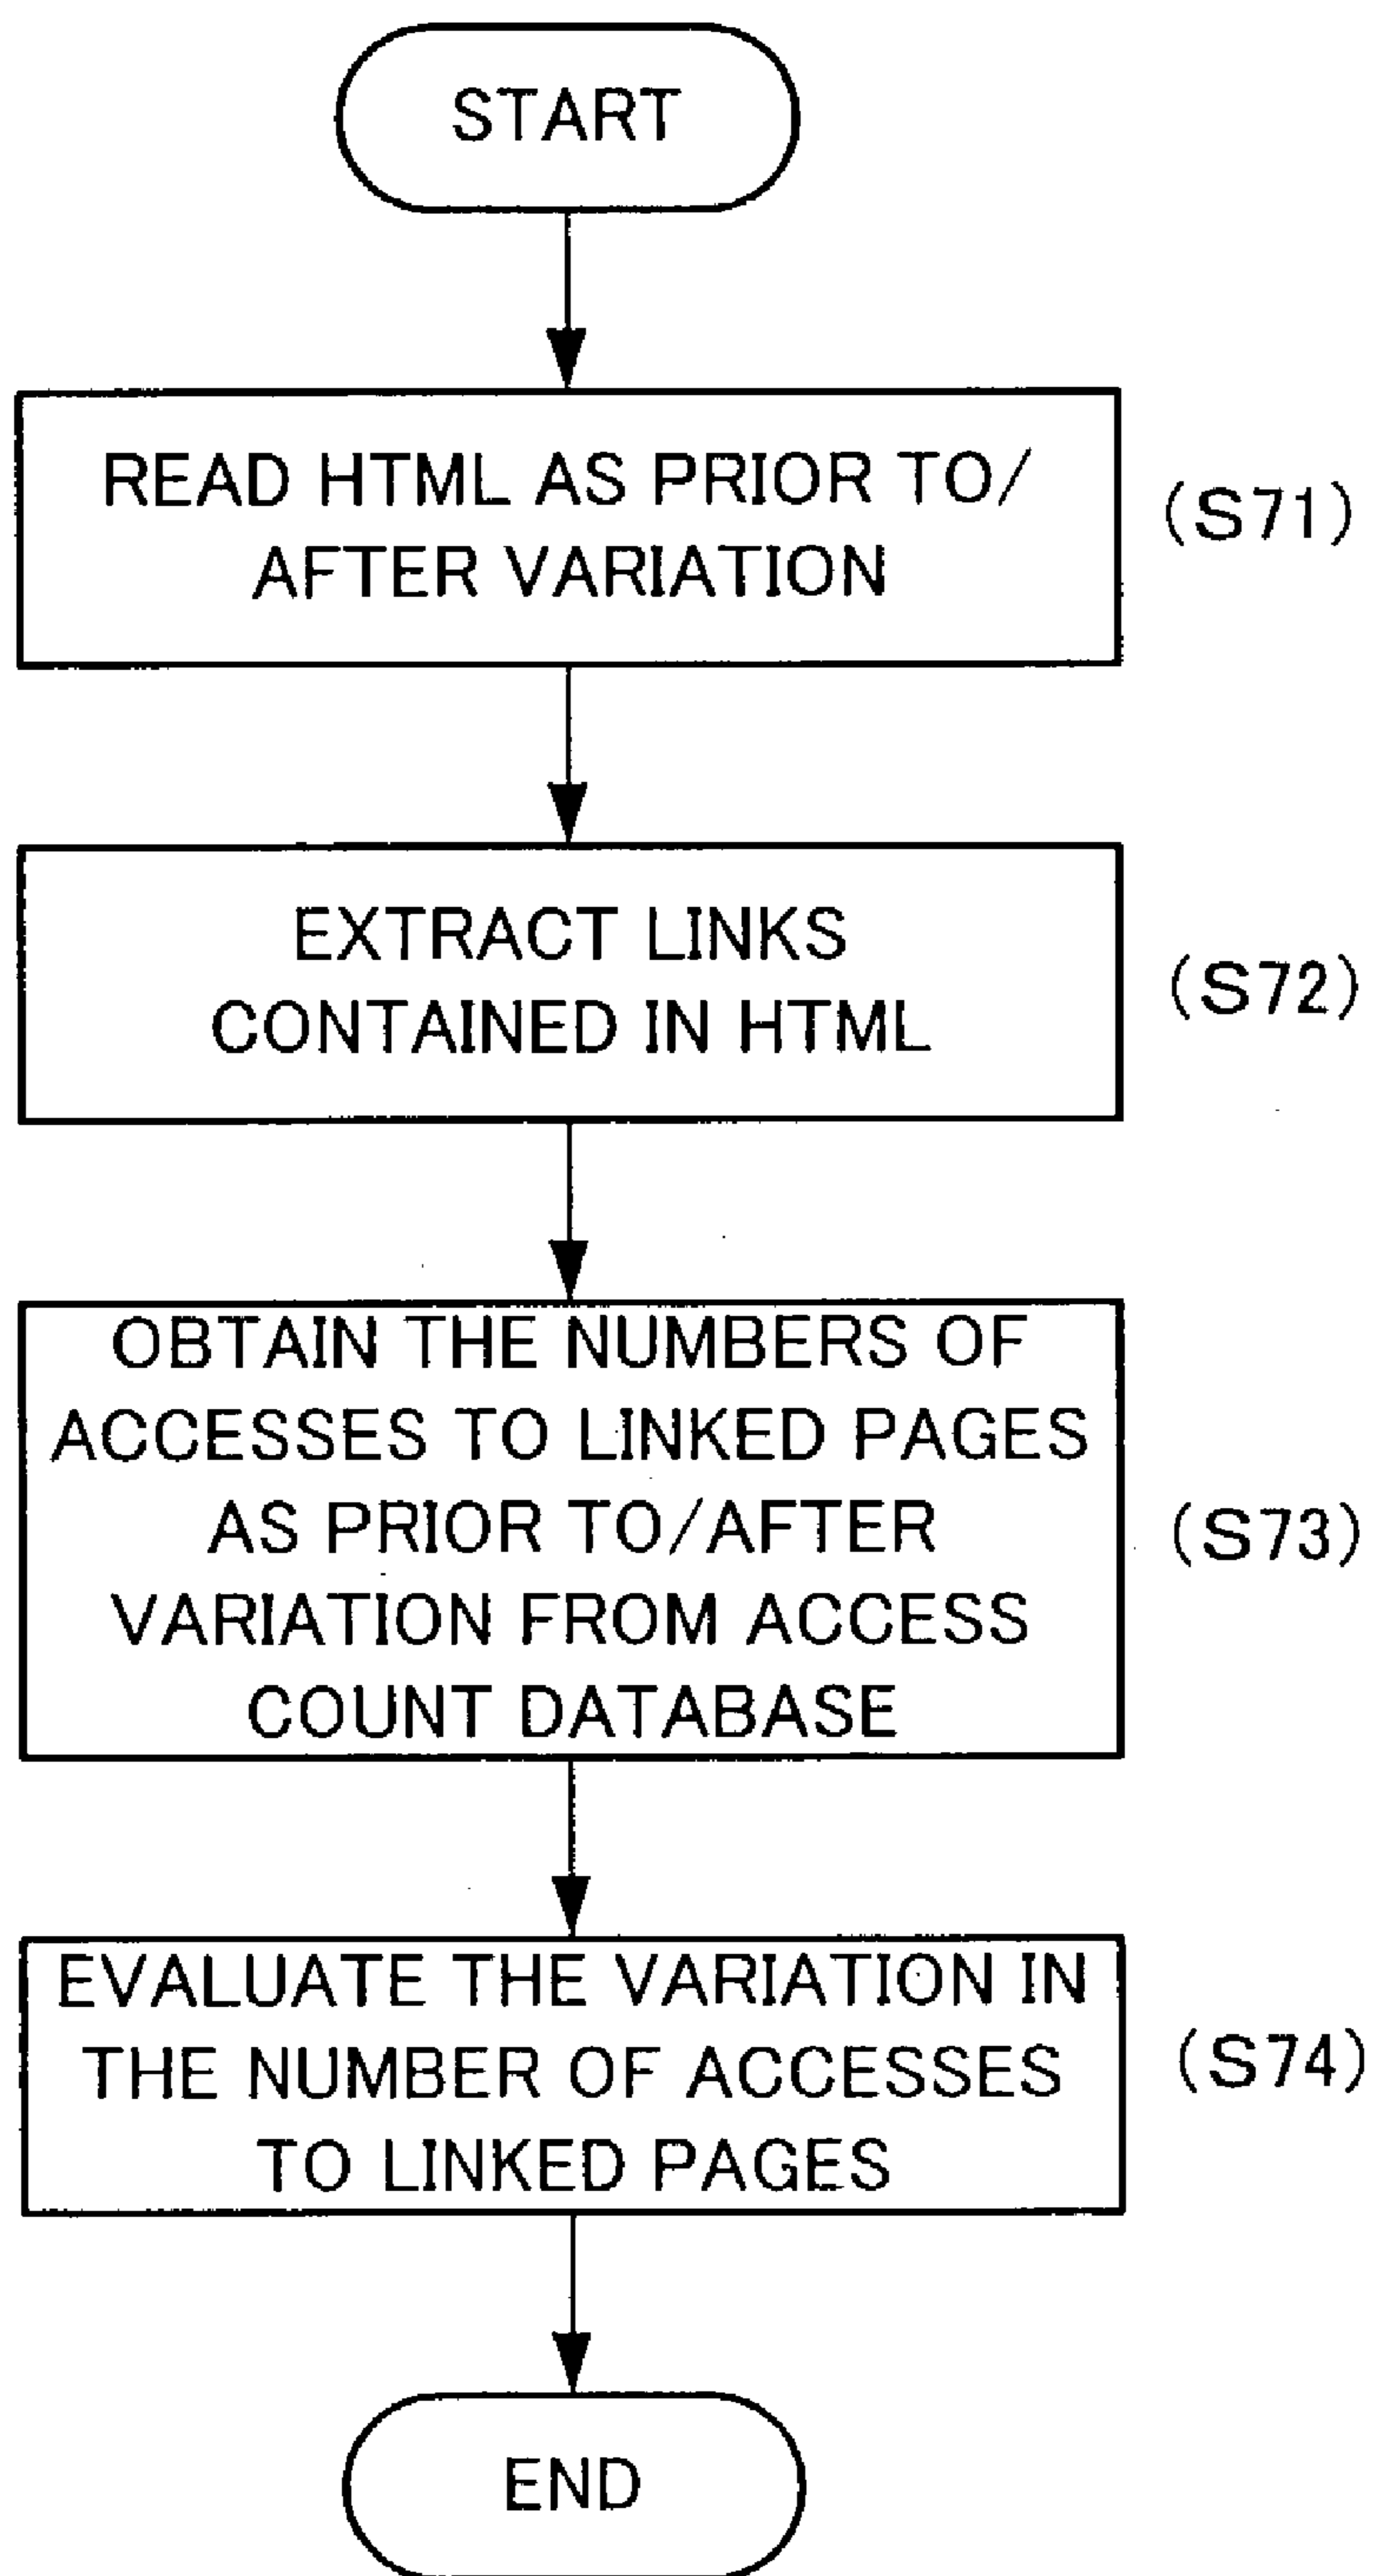 START
READ HTML AS PRIOR TO/
AFTER VARIATION
(S71)
EXTRACT LINKS
CONTAINED IN HTML
(S72)
OBTAIN THE NUMBERS OF
ACCESSES TO LINKED PAGES
AS PRIOR TO/AFTER
VARIATION FROM ACCESS
COUNT DATABASE
(S73)
EVALUATE THE VARIATION IN
THE NUMBER OF ACCESSES
TO LINKED PAGES
(S74)
END